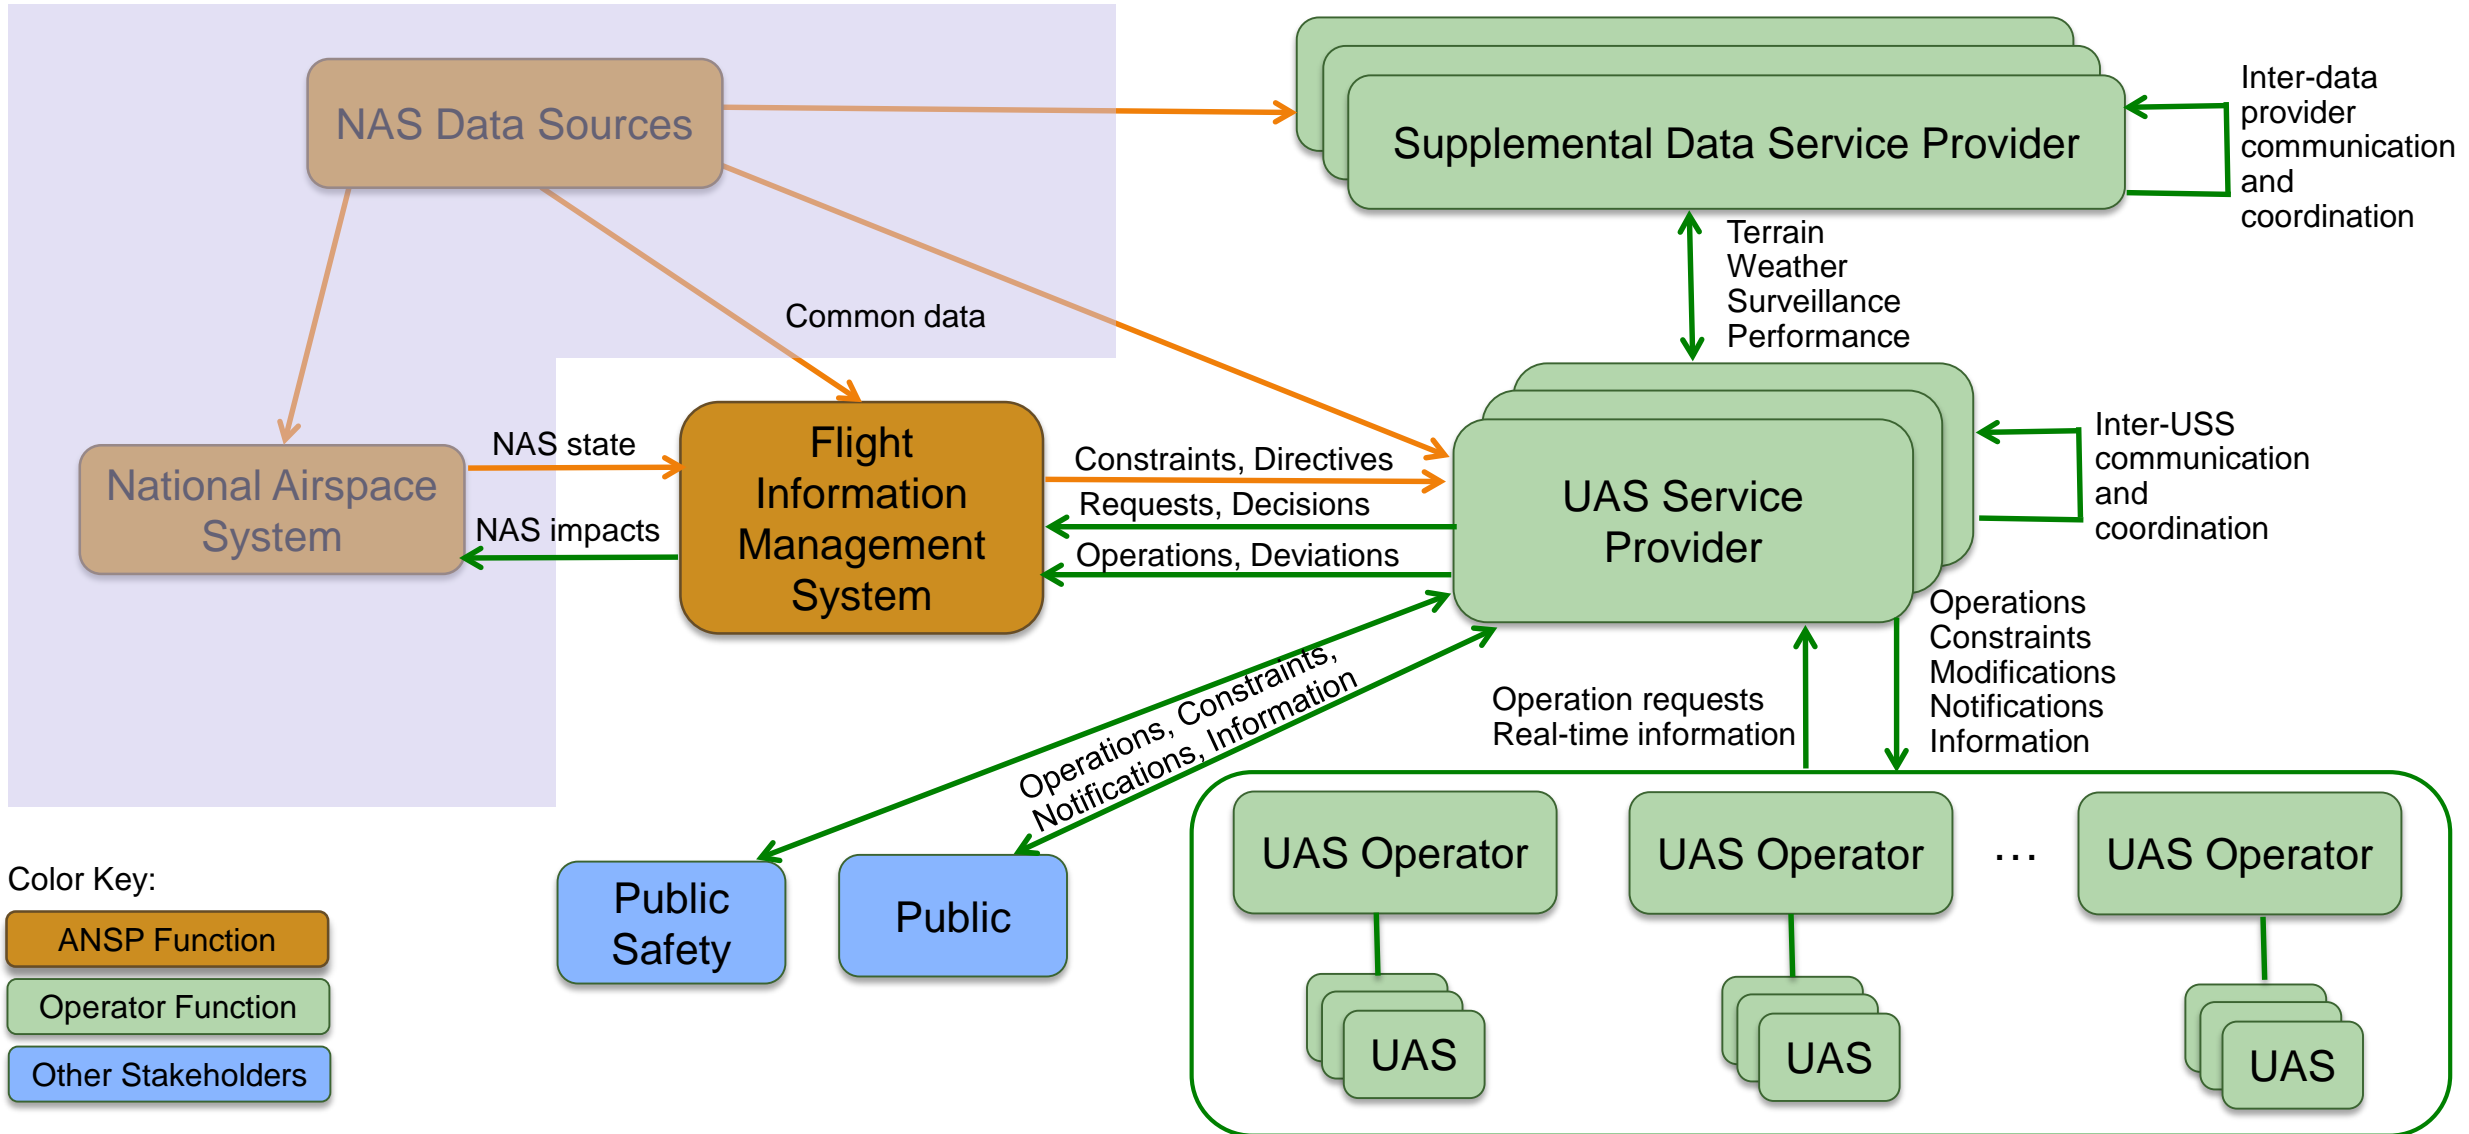 NAS Data Sources
Supplemental Data Service Provider
Inter-data
provider
communication
and
coordination
Terrain
Weather
Surveillance
Performance
Common data
National Airspace
System
NAS state
NAS impacts
Flight
Information
Management
System
Constraints, Directives
Requests, Decisions
Operations, Deviations
UAS Service
Provider
Inter-USS
communication
and
coordination
Operations, Constraints,
Notifications, Information
Operation requests
Real-time information
Operations
Constraints
Modifications
Notifications
Information
Public
Safety
Public
UAS Operator
UAS Operator
...
UAS Operator
UAS
UAS
UAS
Color Key:
ANSP Function
Operator Function
Other Stakeholders